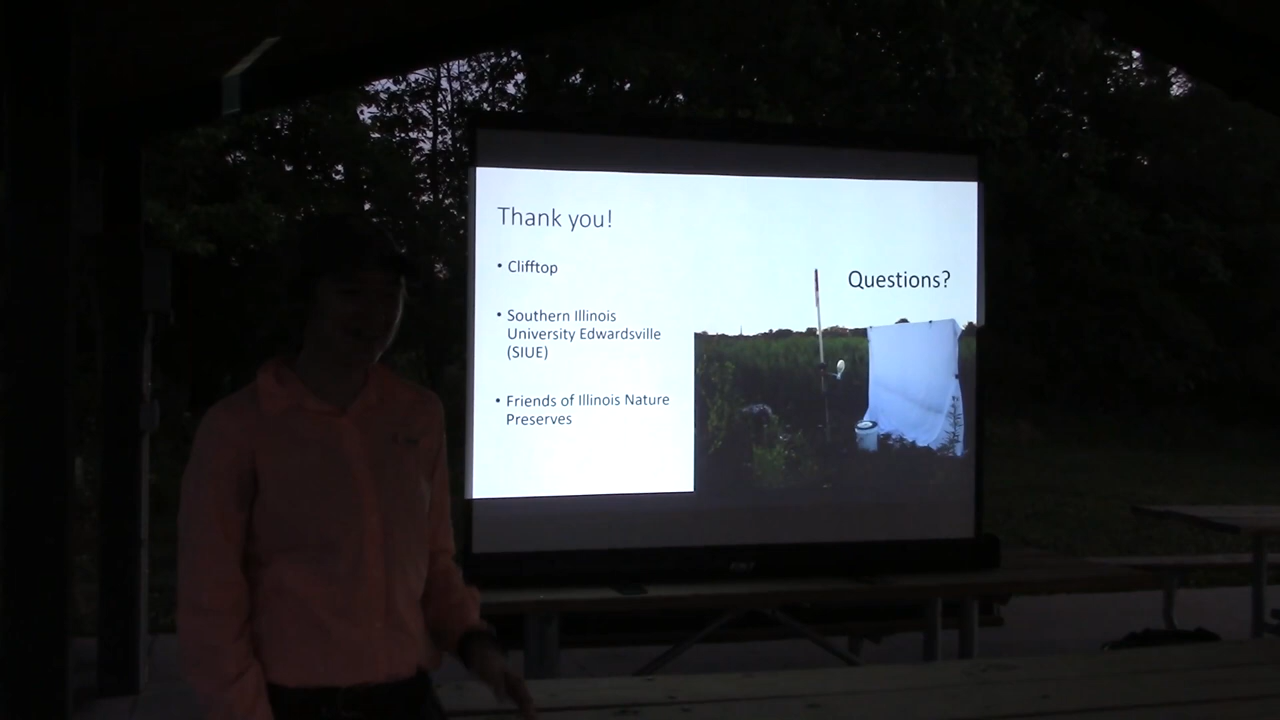 Thank you!
• Clifftop
• Southern Illinois
University Edwardsville
(SIUE)
• Friends of Illinois Nature
Preserves
Questions?